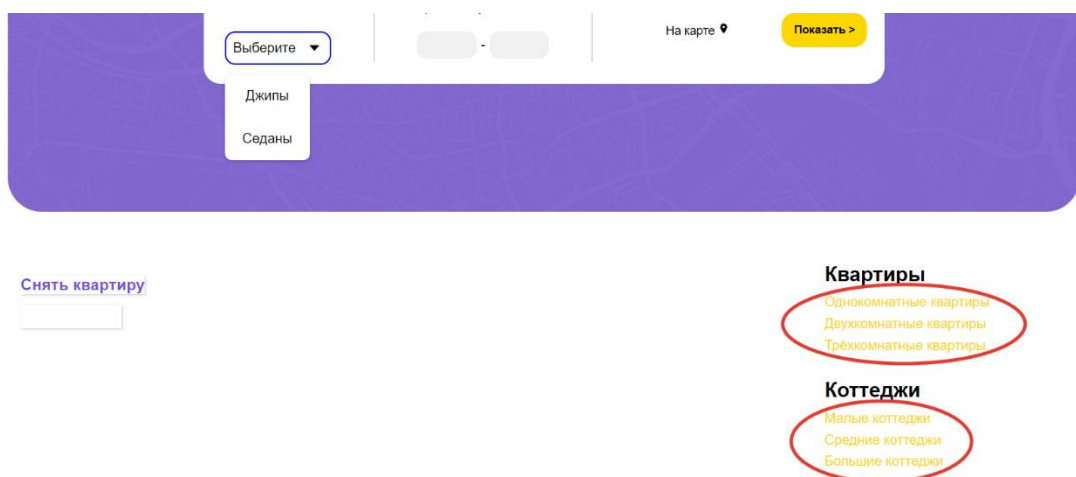 Выберите
-
На карте
Показать >
Джипы
Седаны
Снять квартиру
Квартиры
Однокомнатные квартиры
Двухкомнатные квартиры
Трёхкомнатные квартиры
Коттеджи
Малые коттеджи
Средние коттеджи
Большие коттеджи